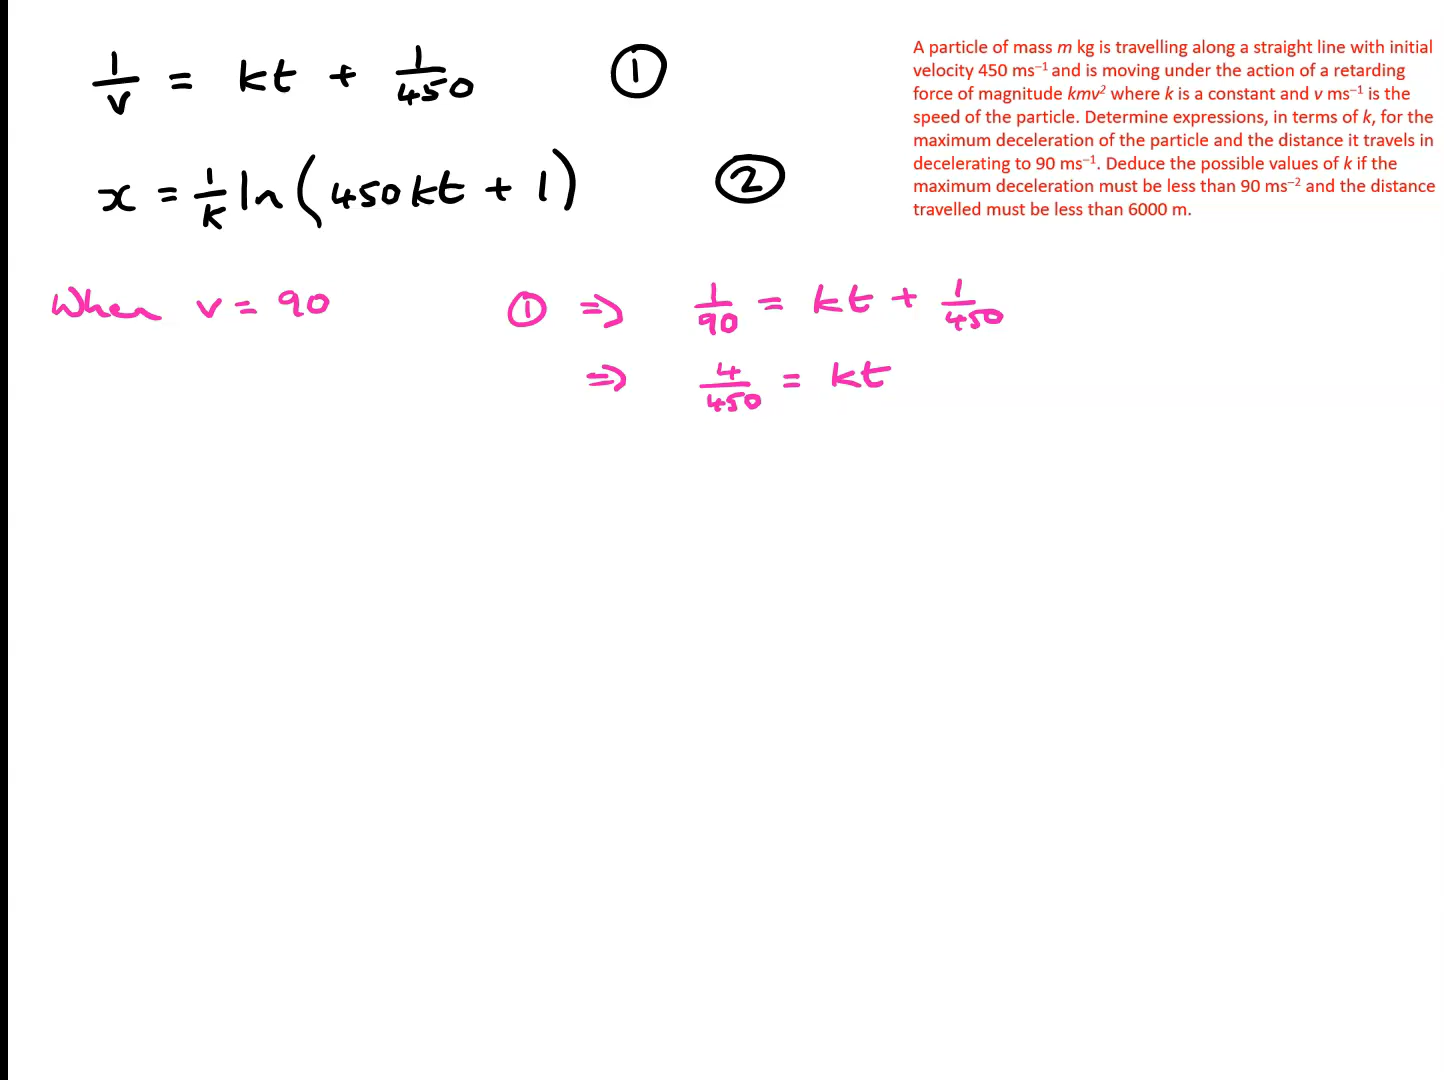 1/v = kt + 1/450 ①
x = 1/k ln(450kt + 1) ②
A particle of mass m kg is travelling along a straight line with initial
velocity 450 ms⁻¹ and is moving under the action of a retarding
force of magnitude kmv² where k is a constant and v ms⁻¹ is the
speed of the particle. Determine expressions, in terms of k, for the
maximum deceleration of the particle and the distance it travels in
decelerating to 90 ms⁻¹. Deduce the possible values of k if the
maximum deceleration must be less than 90 ms⁻² and the distance
travelled must be less than 6000 m.
When v = 90 ① ⇒ 1/90 = kt + 1/450
⇒ 4/450 = kt